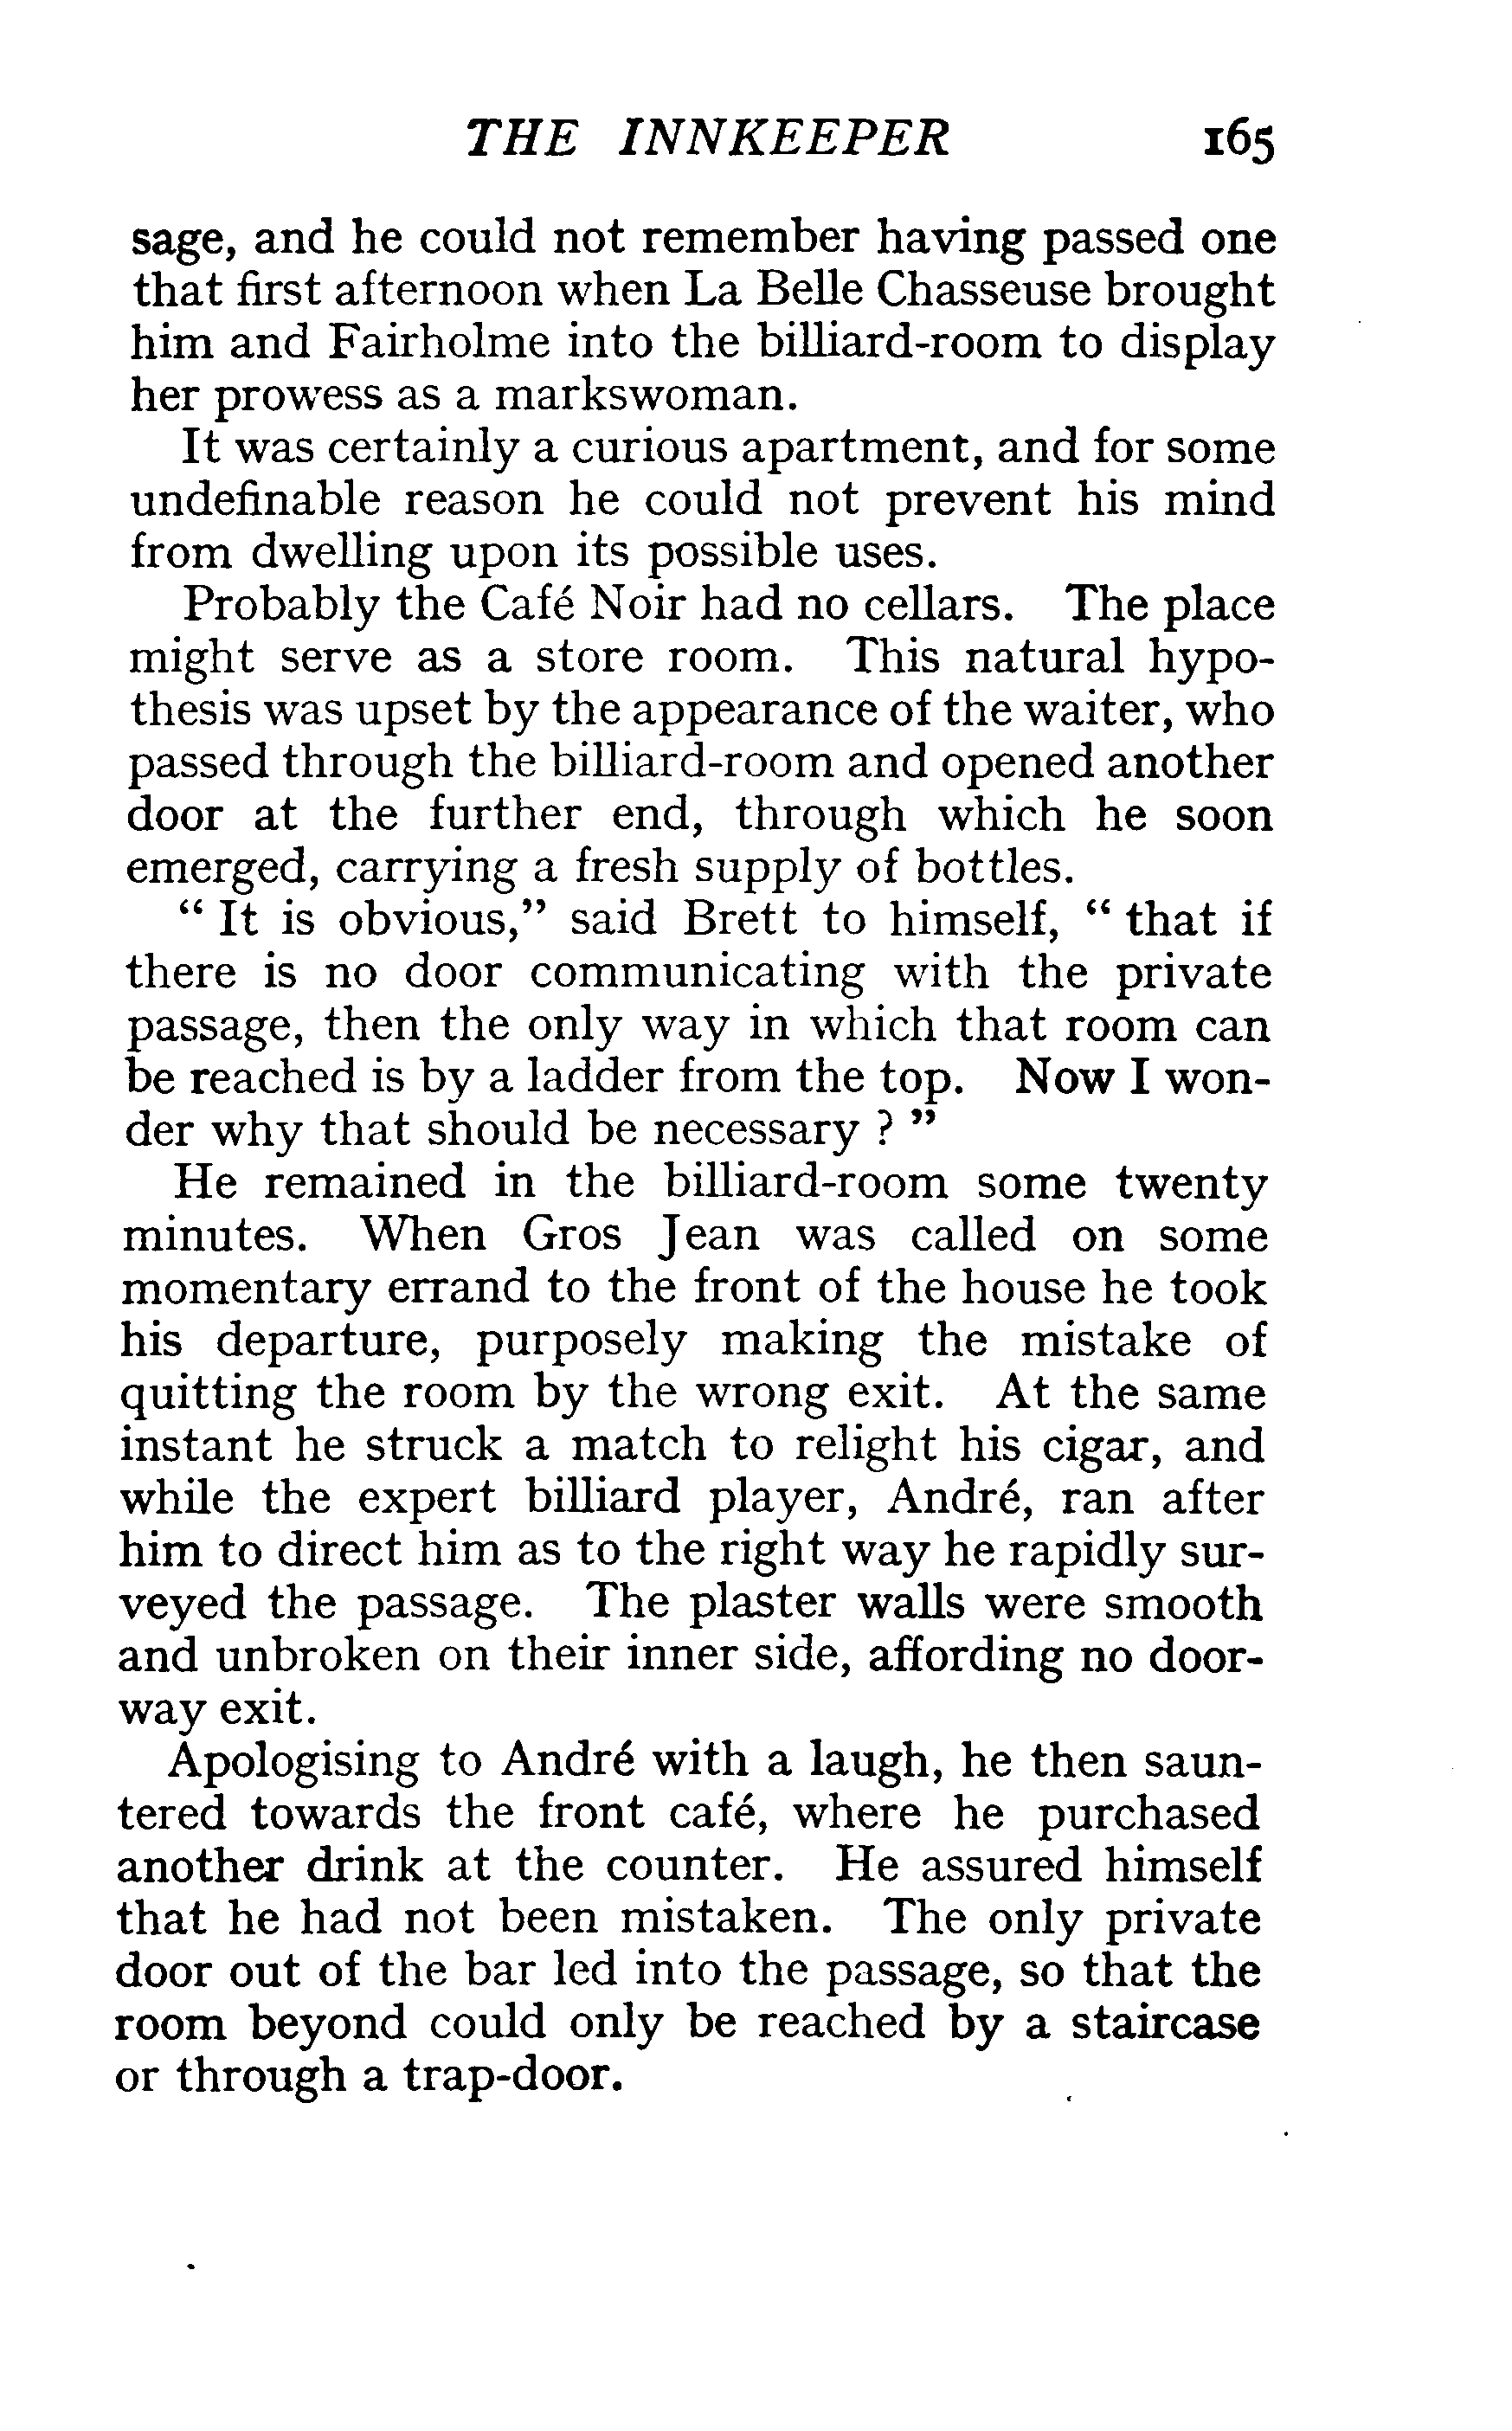 THE INNKEEPER 165
sage, and he could not remember having passed one
that first afternoon when La Belle Chasseuse brought
him and Fairholme into the billiard-room to display
her prowess as a markswoman.
It was certainly a curious apartment, and for some
undefinable reason he could not prevent his mind
from dwelling upon its possible uses.
Probably the Café Noir had no cellars. The place
might serve as a store room. This natural hypo-
thesis was upset by the appearance of the waiter, who
passed through the billiard-room and opened another
door at the further end, through which he soon
emerged, carrying a fresh supply of bottles.
“ It is obvious,” said Brett to himself, “ that if
there is no door communicating with the private
passage, then the only way in which that room can
be reached is by a ladder from the top. Now I won-
der why that should be necessary ? ”
He remained in the billiard-room some twenty
minutes. When Gros Jean was called on some
momentary errand to the front of the house he took
his departure, purposely making the mistake of
quitting the room by the wrong exit. At the same
instant he struck a match to relight his cigar, and
while the expert billiard player, André, ran after
him to direct him as to the right way he rapidly sur-
veyed the passage. The plaster walls were smooth
and unbroken on their inner side, affording no door-
way exit.
Apologising to André with a laugh, he then saun-
tered towards the front café, where he purchased
another drink at the counter. He assured himself
that he had not been mistaken. The only private
door out of the bar led into the passage, so that the
room beyond could only be reached by a staircase
or through a trap-door.